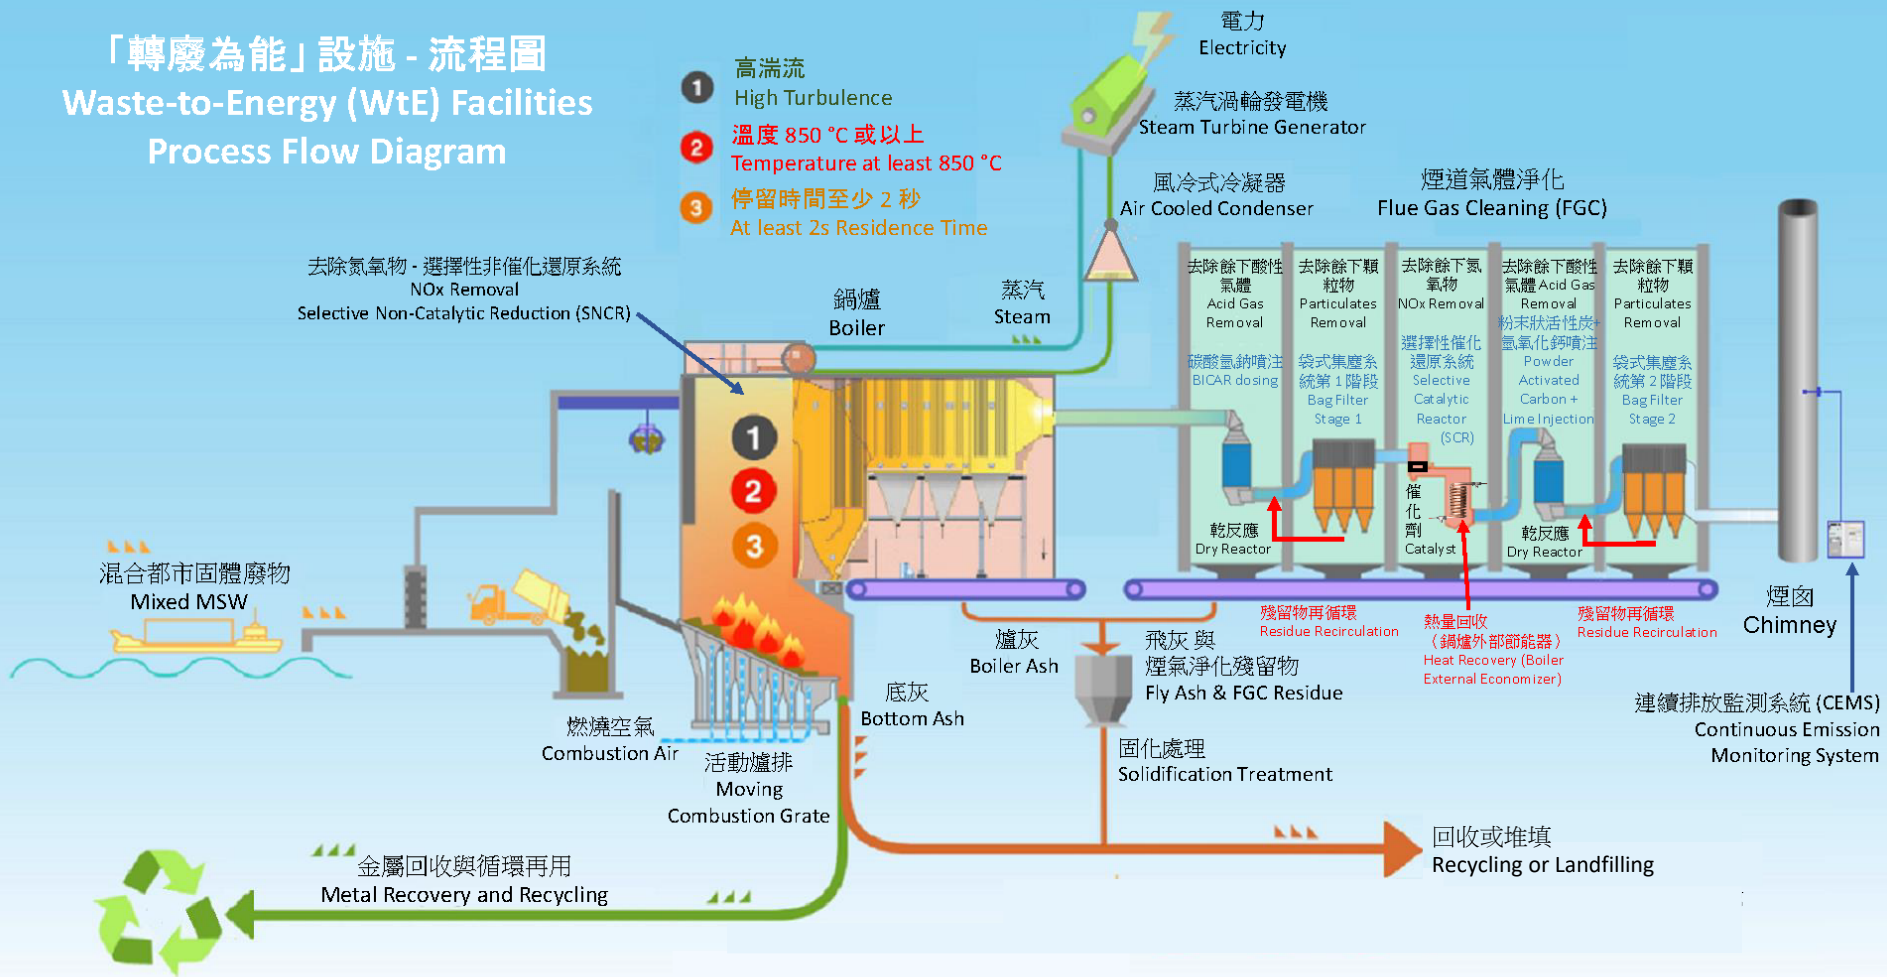 「轉廢為能」設施 - 流程圖
Waste-to-Energy (WtE) Facilities
Process Flow Diagram
1
高湍流
High Turbulence
2
溫度 850 °C 或以上
Temperature at least 850 °C
3
停留時間至少 2 秒
At least 2s Residence Time
電力
Electricity
蒸汽渦輪發電機
Steam Turbine Generator
風冷式冷凝器
Air Cooled Condenser
煙道氣體淨化
Flue Gas Cleaning (FGC)
去除氮氧物 - 選擇性非催化還原系統
NOx Removal
Selective Non-Catalytic Reduction (SNCR)
鍋爐
Boiler
蒸汽
Steam
去除餘下酸性
氣體
Acid Gas
Removal
碳酸氫鈉噴注
BICAR dosing
去除餘下顆
粒物
Particulates
Removal
袋式集塵系
統第 1 階段
Bag Filter
Stage 1
去除餘下氮
氧物
NOx Removal
選擇性催化
還原系統
Selective
Catalytic
Reactor
(SCR)
去除餘下酸性
氣體 Acid Gas
Removal
粉末狀活性炭+
氫氧化鈣噴注
Powder
Activated
Carbon +
Lime Injection
去除餘下顆
粒物
Particulates
Removal
袋式集塵系
統第 2 階段
Bag Filter
Stage 2
1
2
3
乾反應
Dry Reactor
催
化
劑
Catalyst
乾反應
Dry Reactor
混合都市固體廢物
Mixed MSW
殘留物再循環
Residue Recirculation
熱量回收
（鍋爐外部節能器）
Heat Recovery (Boiler
External Economizer)
殘留物再循環
Residue Recirculation
煙囪
Chimney
爐灰
Boiler Ash
飛灰 與
煙氣淨化殘留物
Fly Ash & FGC Residue
底灰
Bottom Ash
連續排放監測系統 (CEMS)
Continuous Emission
Monitoring System
燃燒空氣
Combustion Air
活動爐排
Moving
Combustion Grate
固化處理
Solidification Treatment
回收或堆填
Recycling or Landfilling
金屬回收與循環再用
Metal Recovery and Recycling